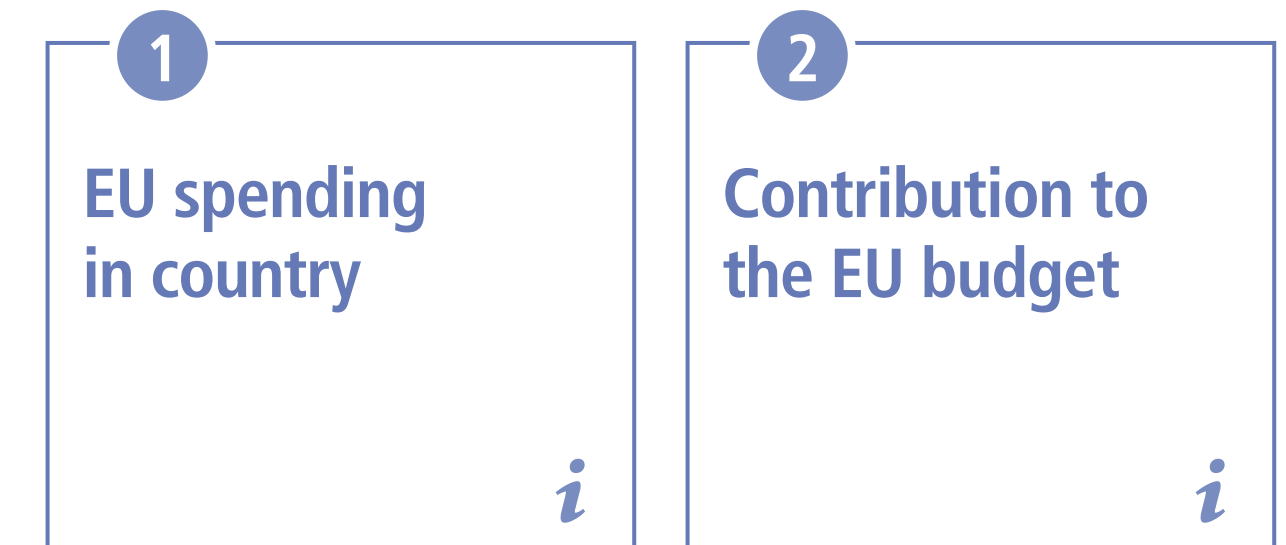 1
EU spending
in country
i
2
Contribution to
the EU budget
i